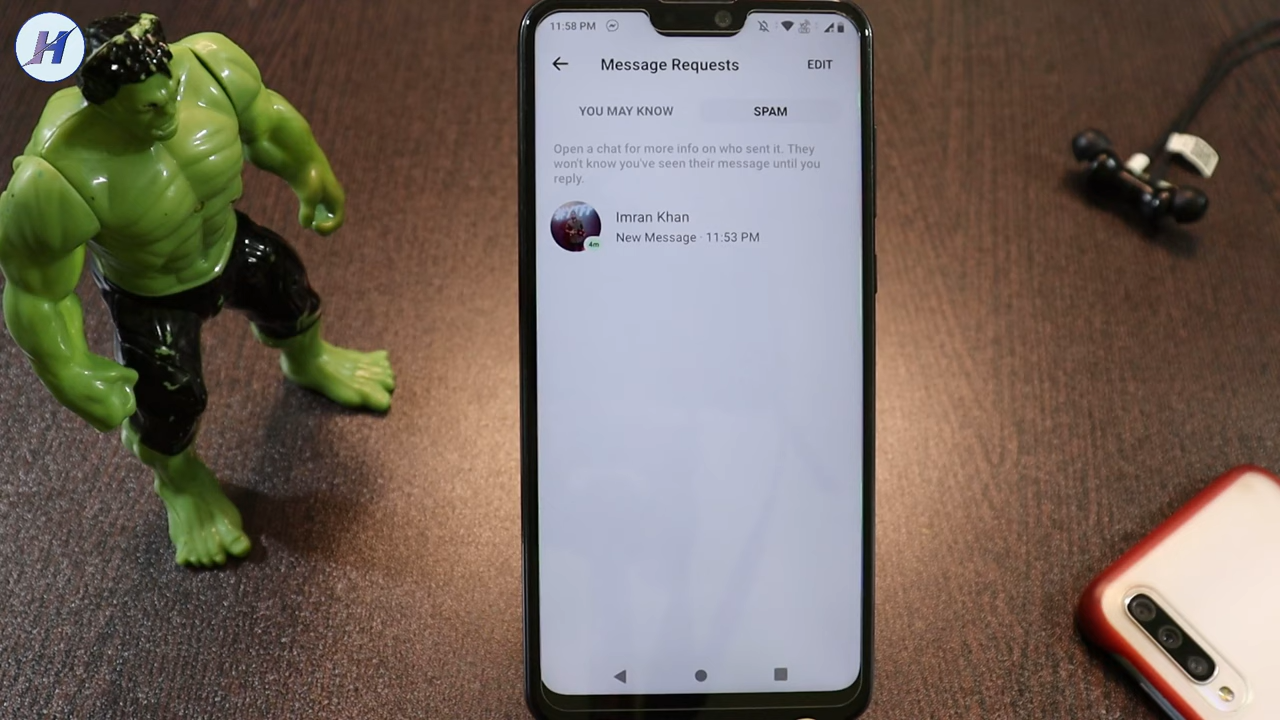 H
11:58 PM
Message Requests
EDIT
YOU MAY KNOW
SPAM
Open a chat for more info on who sent it. They
won't know you've seen their message until you
reply.
Imran Khan
4m
New Message · 11:53 PM